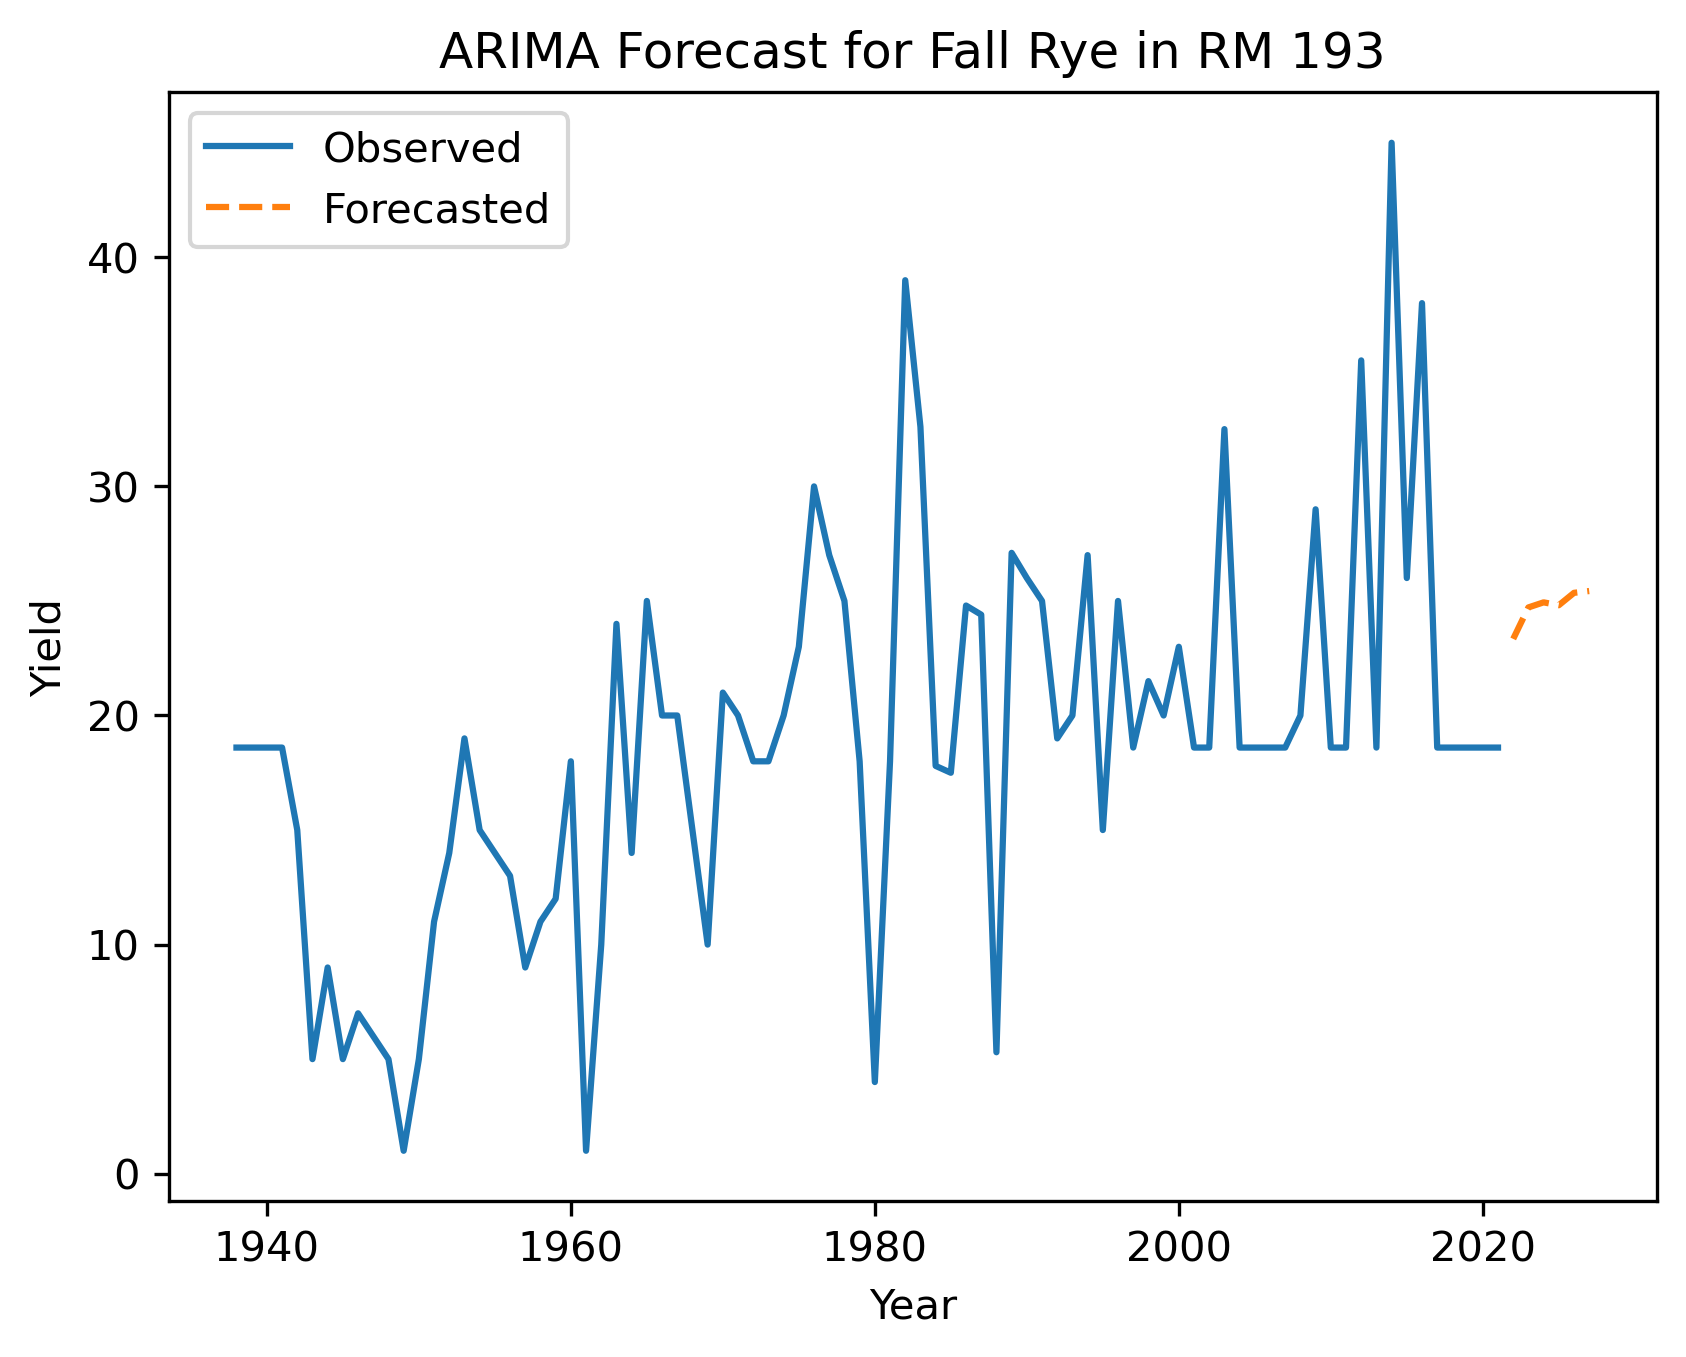 ARIMA Forecast for Fall Rye in RM 193
Observed
Forecasted
Yield
40
30
20
10
0
1940 1960 1980 2000 2020
Year